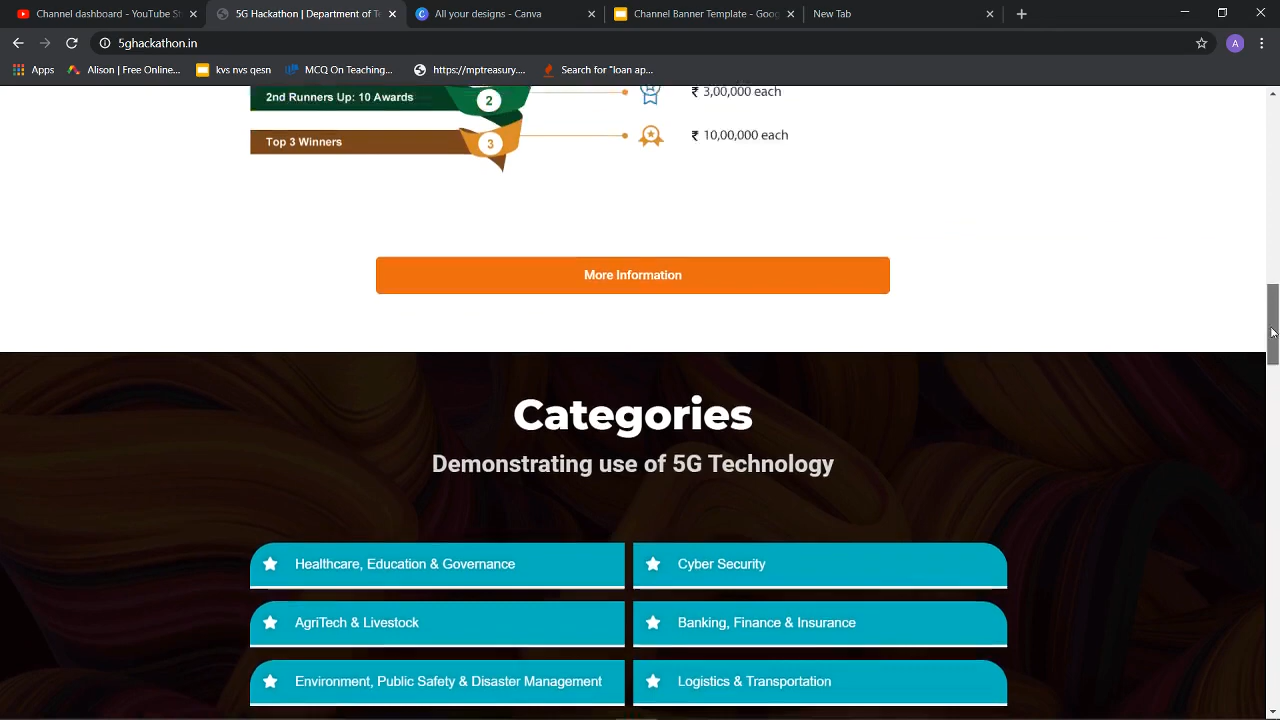 Channel dashboard - YouTube St
5G Hackathon | Department of Te
All your designs - Canva
Channel Banner Template - Goog
New Tab
5ghackathon.in
A
Apps
Alison | Free Online...
kvs nvs qesn
MCQ On Teaching...
https://mptreasury....
Search for "loan ap...
2nd Runners Up: 10 Awards
2
₹ 3,00,000 each
Top 3 Winners
3
₹ 10,00,000 each
More Information
Categories
Demonstrating use of 5G Technology
Healthcare, Education & Governance
Cyber Security
AgriTech & Livestock
Banking, Finance & Insurance
Environment, Public Safety & Disaster Management
Logistics & Transportation